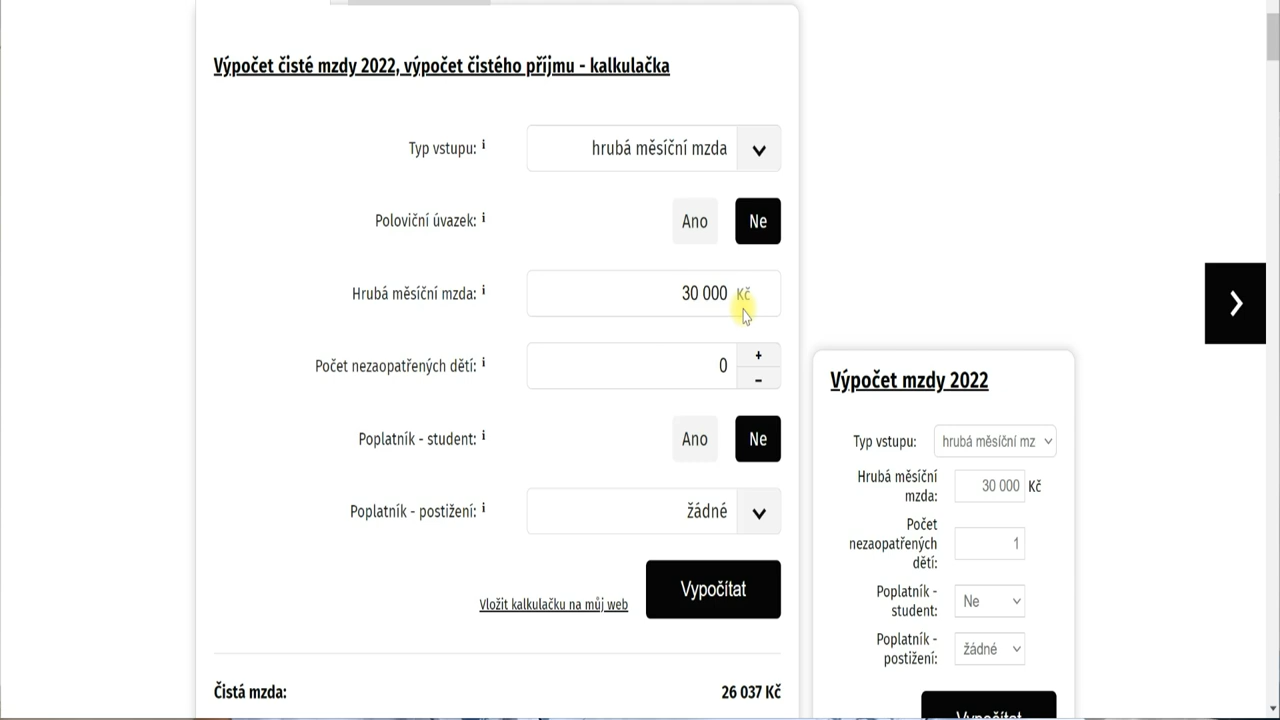 Výpočet čisté mzdy 2022, výpočet čistého příjmu - kalkulačka
Typ vstupu: i hrubá měsíční mzda
Poloviční úvazek: i Ano Ne
Hrubá měsíční mzda: i 30 000 Kč
Počet nezaopatřených dětí: i 0 + -
Poplatník - student: i Ano Ne
Poplatník - postižení: i žádné
Vložit kalkulačku na můj web Vypočítat
Čistá mzda: 26 037 Kč
Výpočet mzdy 2022
Typ vstupu: hrubá měsíční mz
Hrubá měsíční
mzda: 30 000 Kč
Počet
nezaopatřených 1
dětí:
Poplatník -
student: Ne
Poplatník -
postižení: žádné
Vypočítat